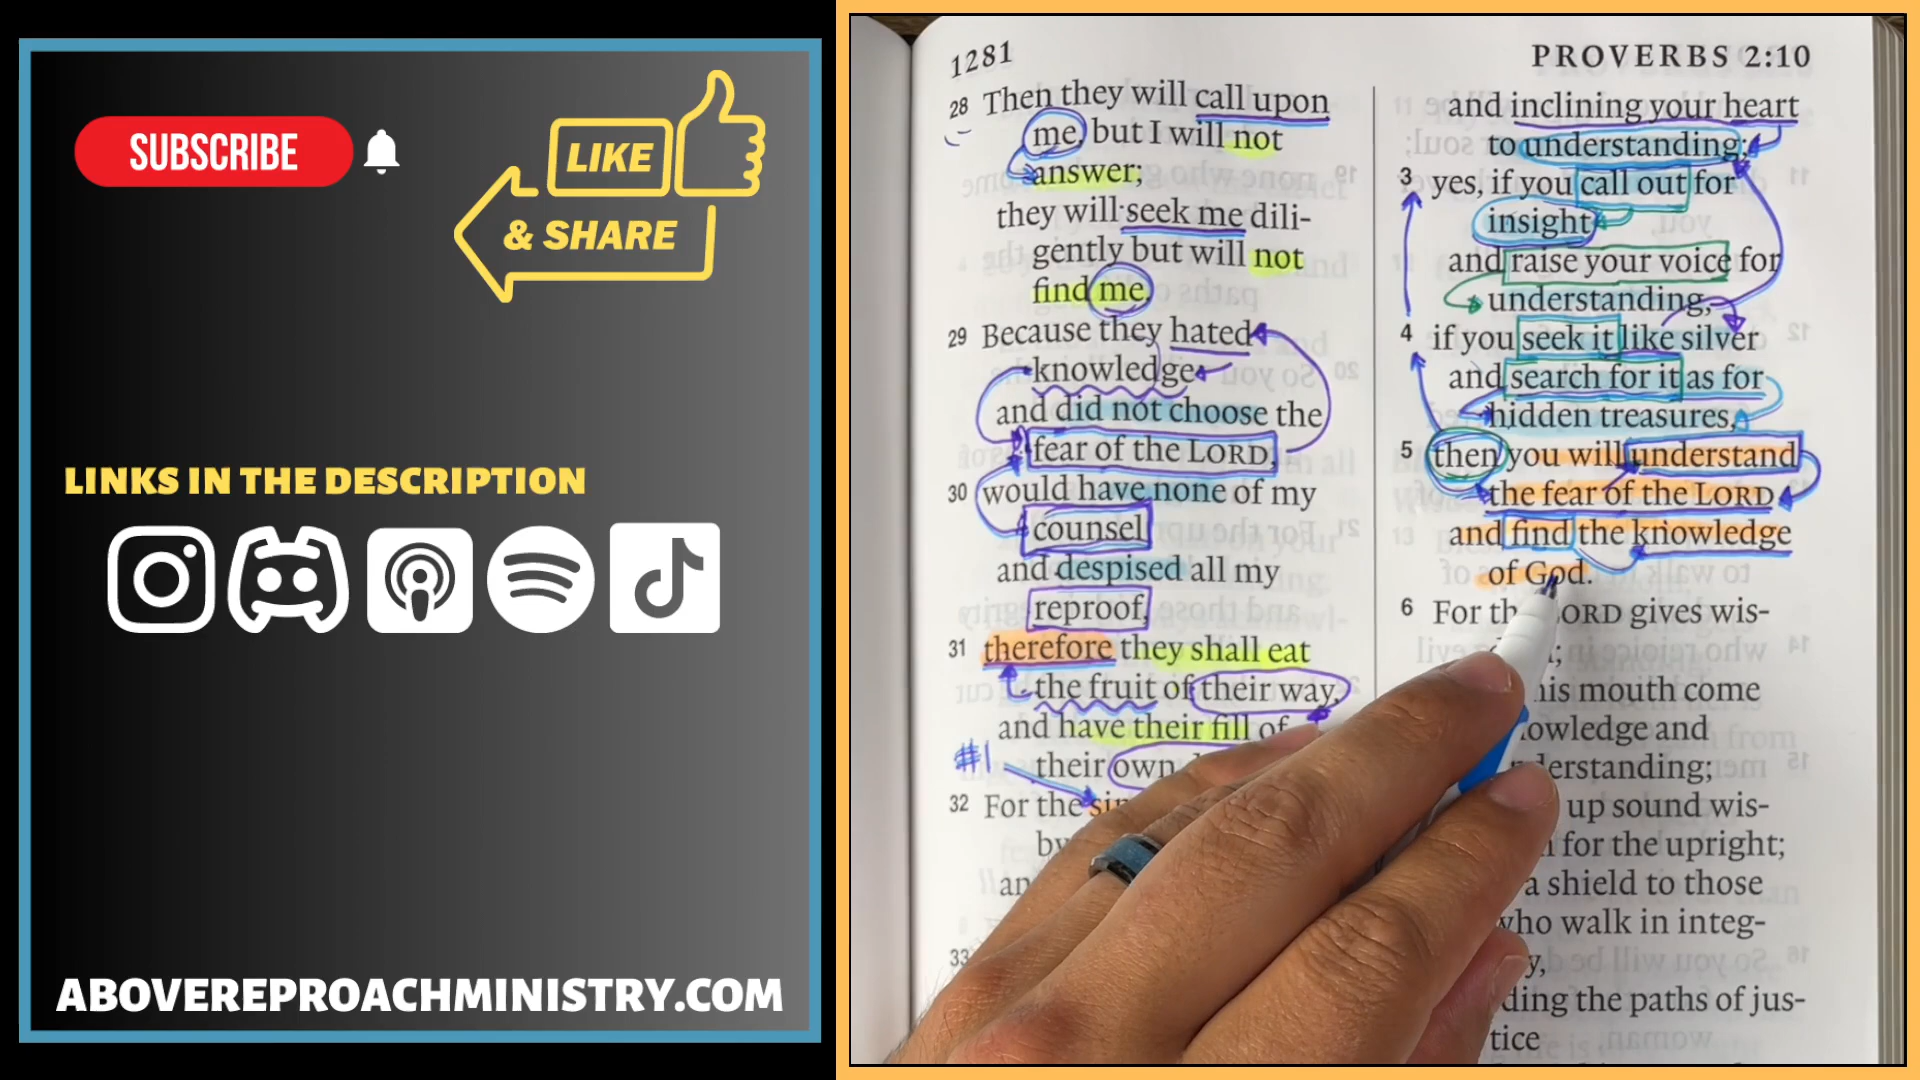 SUBSCRIBE
LIKE
& SHARE
LINKS IN THE DESCRIPTION
ABOVEREPROACHMINISTRY.COM
1281
28 Then they will call upon
me, but I will not
answer;
they will seek me dili-
gently but will not
find me.
29 Because they hated
knowledge
and did not choose the
fear of the LORD,
30 would have none of my
counsel
and despised all my
reproof,
31 therefore they shall eat
the fruit of their way,
and have their fill of
#1
their own
32 For the
by
33
PROVERBS 2:10
and inclining your heart
to understanding;
3 yes, if you call out for
insight
and raise your voice for
understanding,
4 if you seek it like silver
and search for it as for
hidden treasures,
5 then you will understand
the fear of the LORD
and find the knowledge
of God.
6 For the LORD gives wis-
his mouth come
knowledge and
understanding;
up sound wis-
for the upright;
a shield to those
who walk in integ-
the paths of jus-
tice